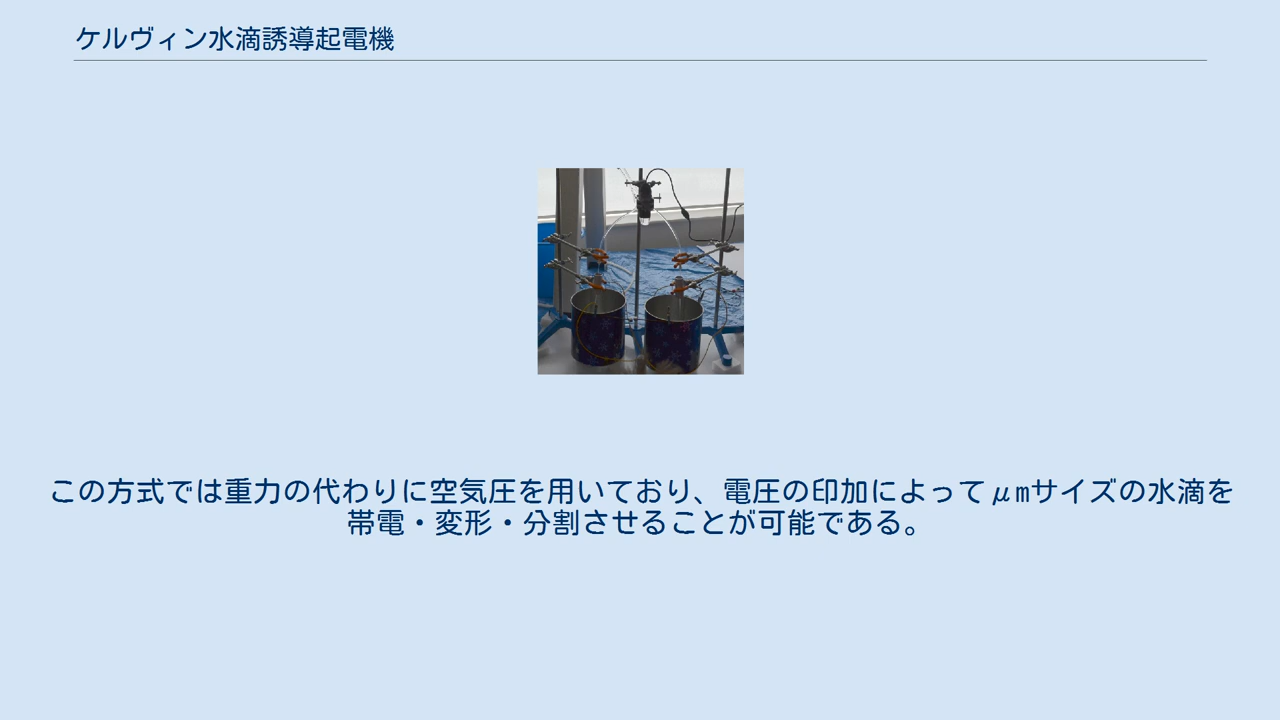 ケルヴィン水滴誘導起電機
この方式では重力の代わりに空気圧を用いており、電圧の印加によってμmサイズの水滴を
帯電・変形・分割させることが可能である。